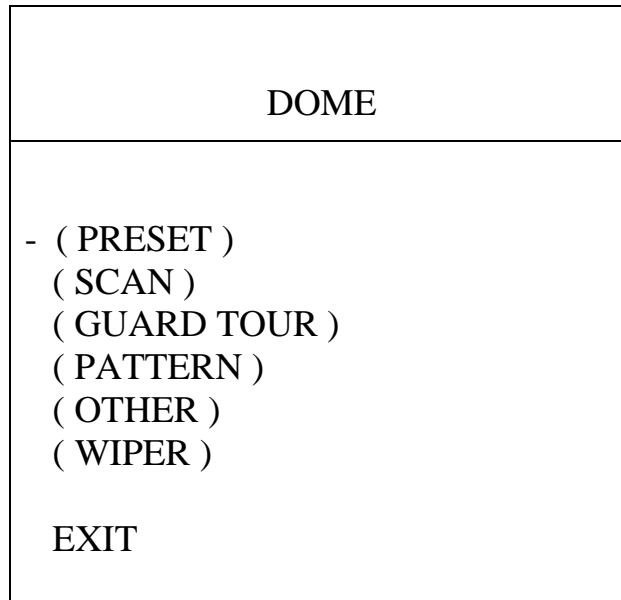 DOME
- ( PRESET )
( SCAN )
( GUARD TOUR )
( PATTERN )
( OTHER )
( WIPER )
EXIT